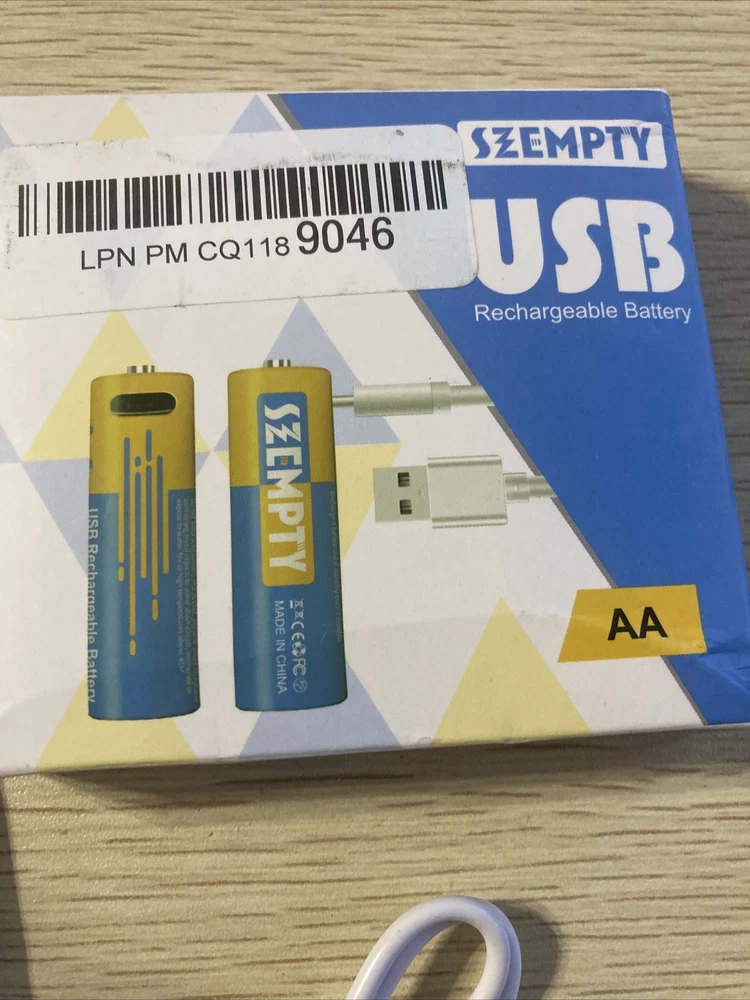 SZEMPTY
USB
Rechargeable Battery
LPN PM CQ118 9046
USB Rechargeable Battery
SZEMPTY
MADE IN CHINA
AA